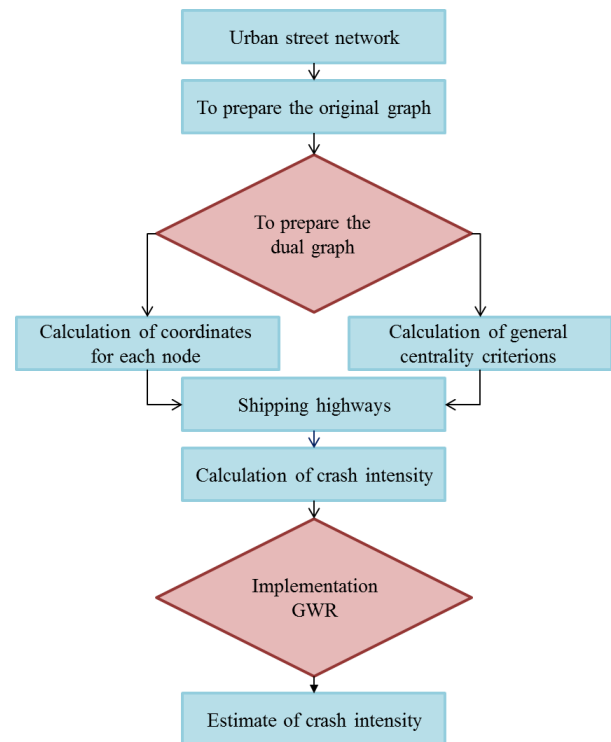 Urban street network
To prepare the original graph
To prepare the
dual graph
Calculation of coordinates
for each node
Calculation of general
centrality criterions
Shipping highways
Calculation of crash intensity
Implementation
GWR
Estimate of crash intensity